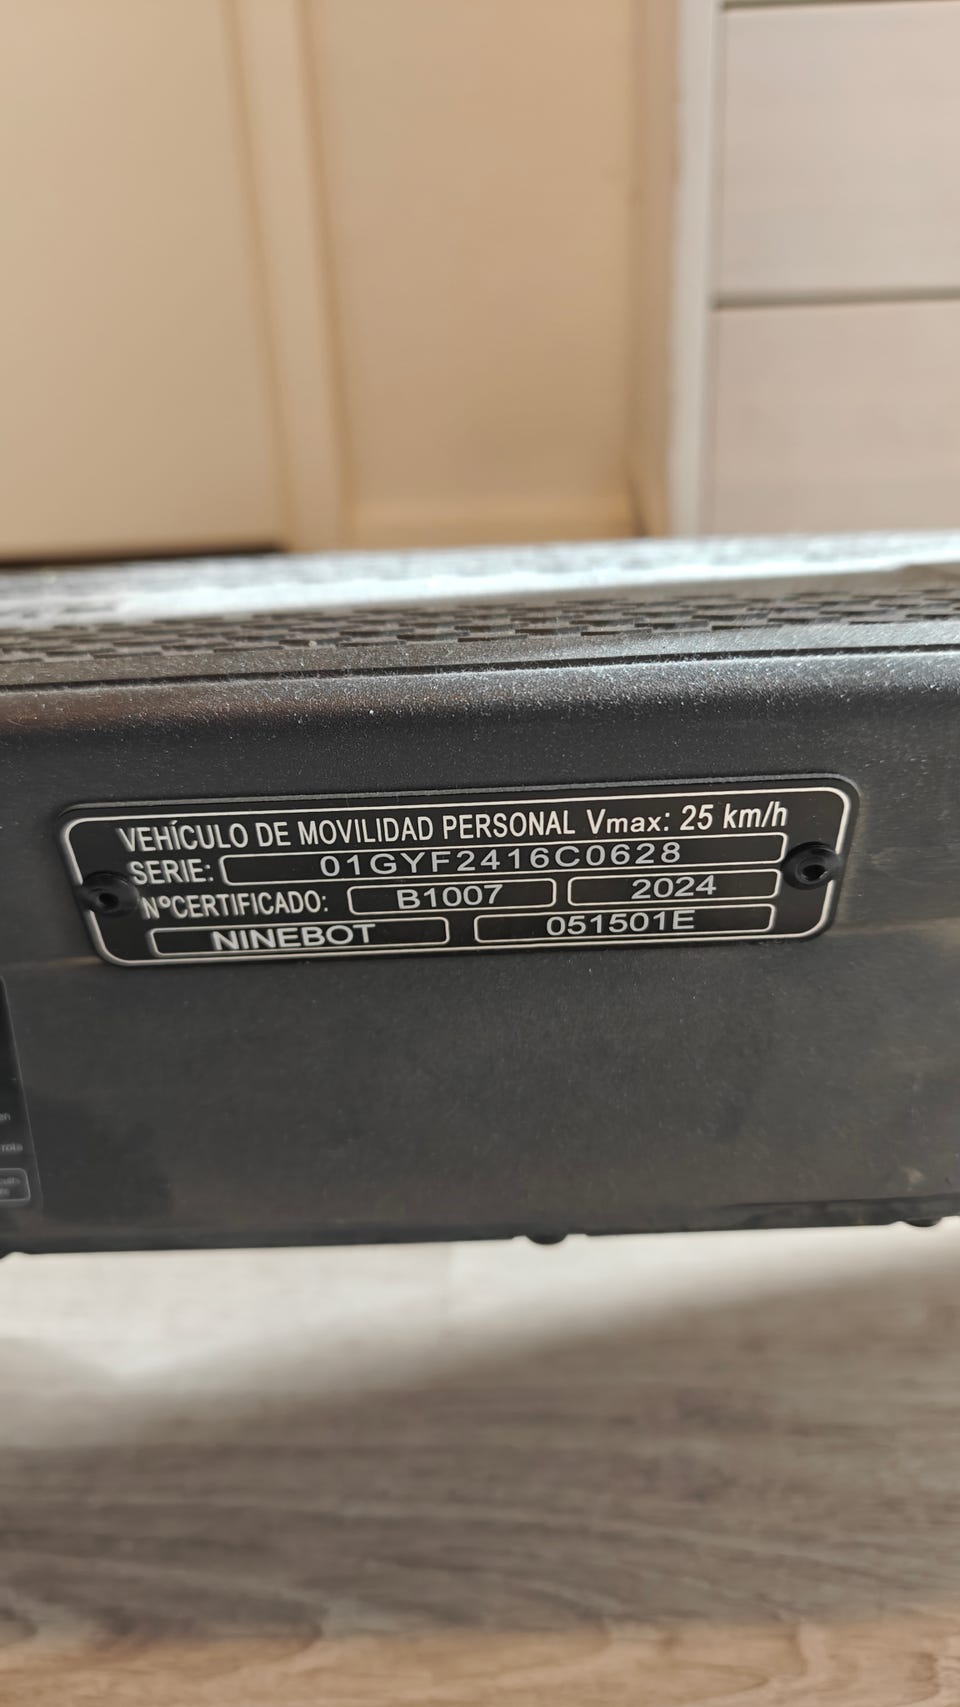 VEHÍCULO DE MOVILIDAD PERSONAL Vmax: 25 km/h
SERIE: 01GYF2416C0628
NºCERTIFICADO: B1007 2024
NINEBOT 051501E